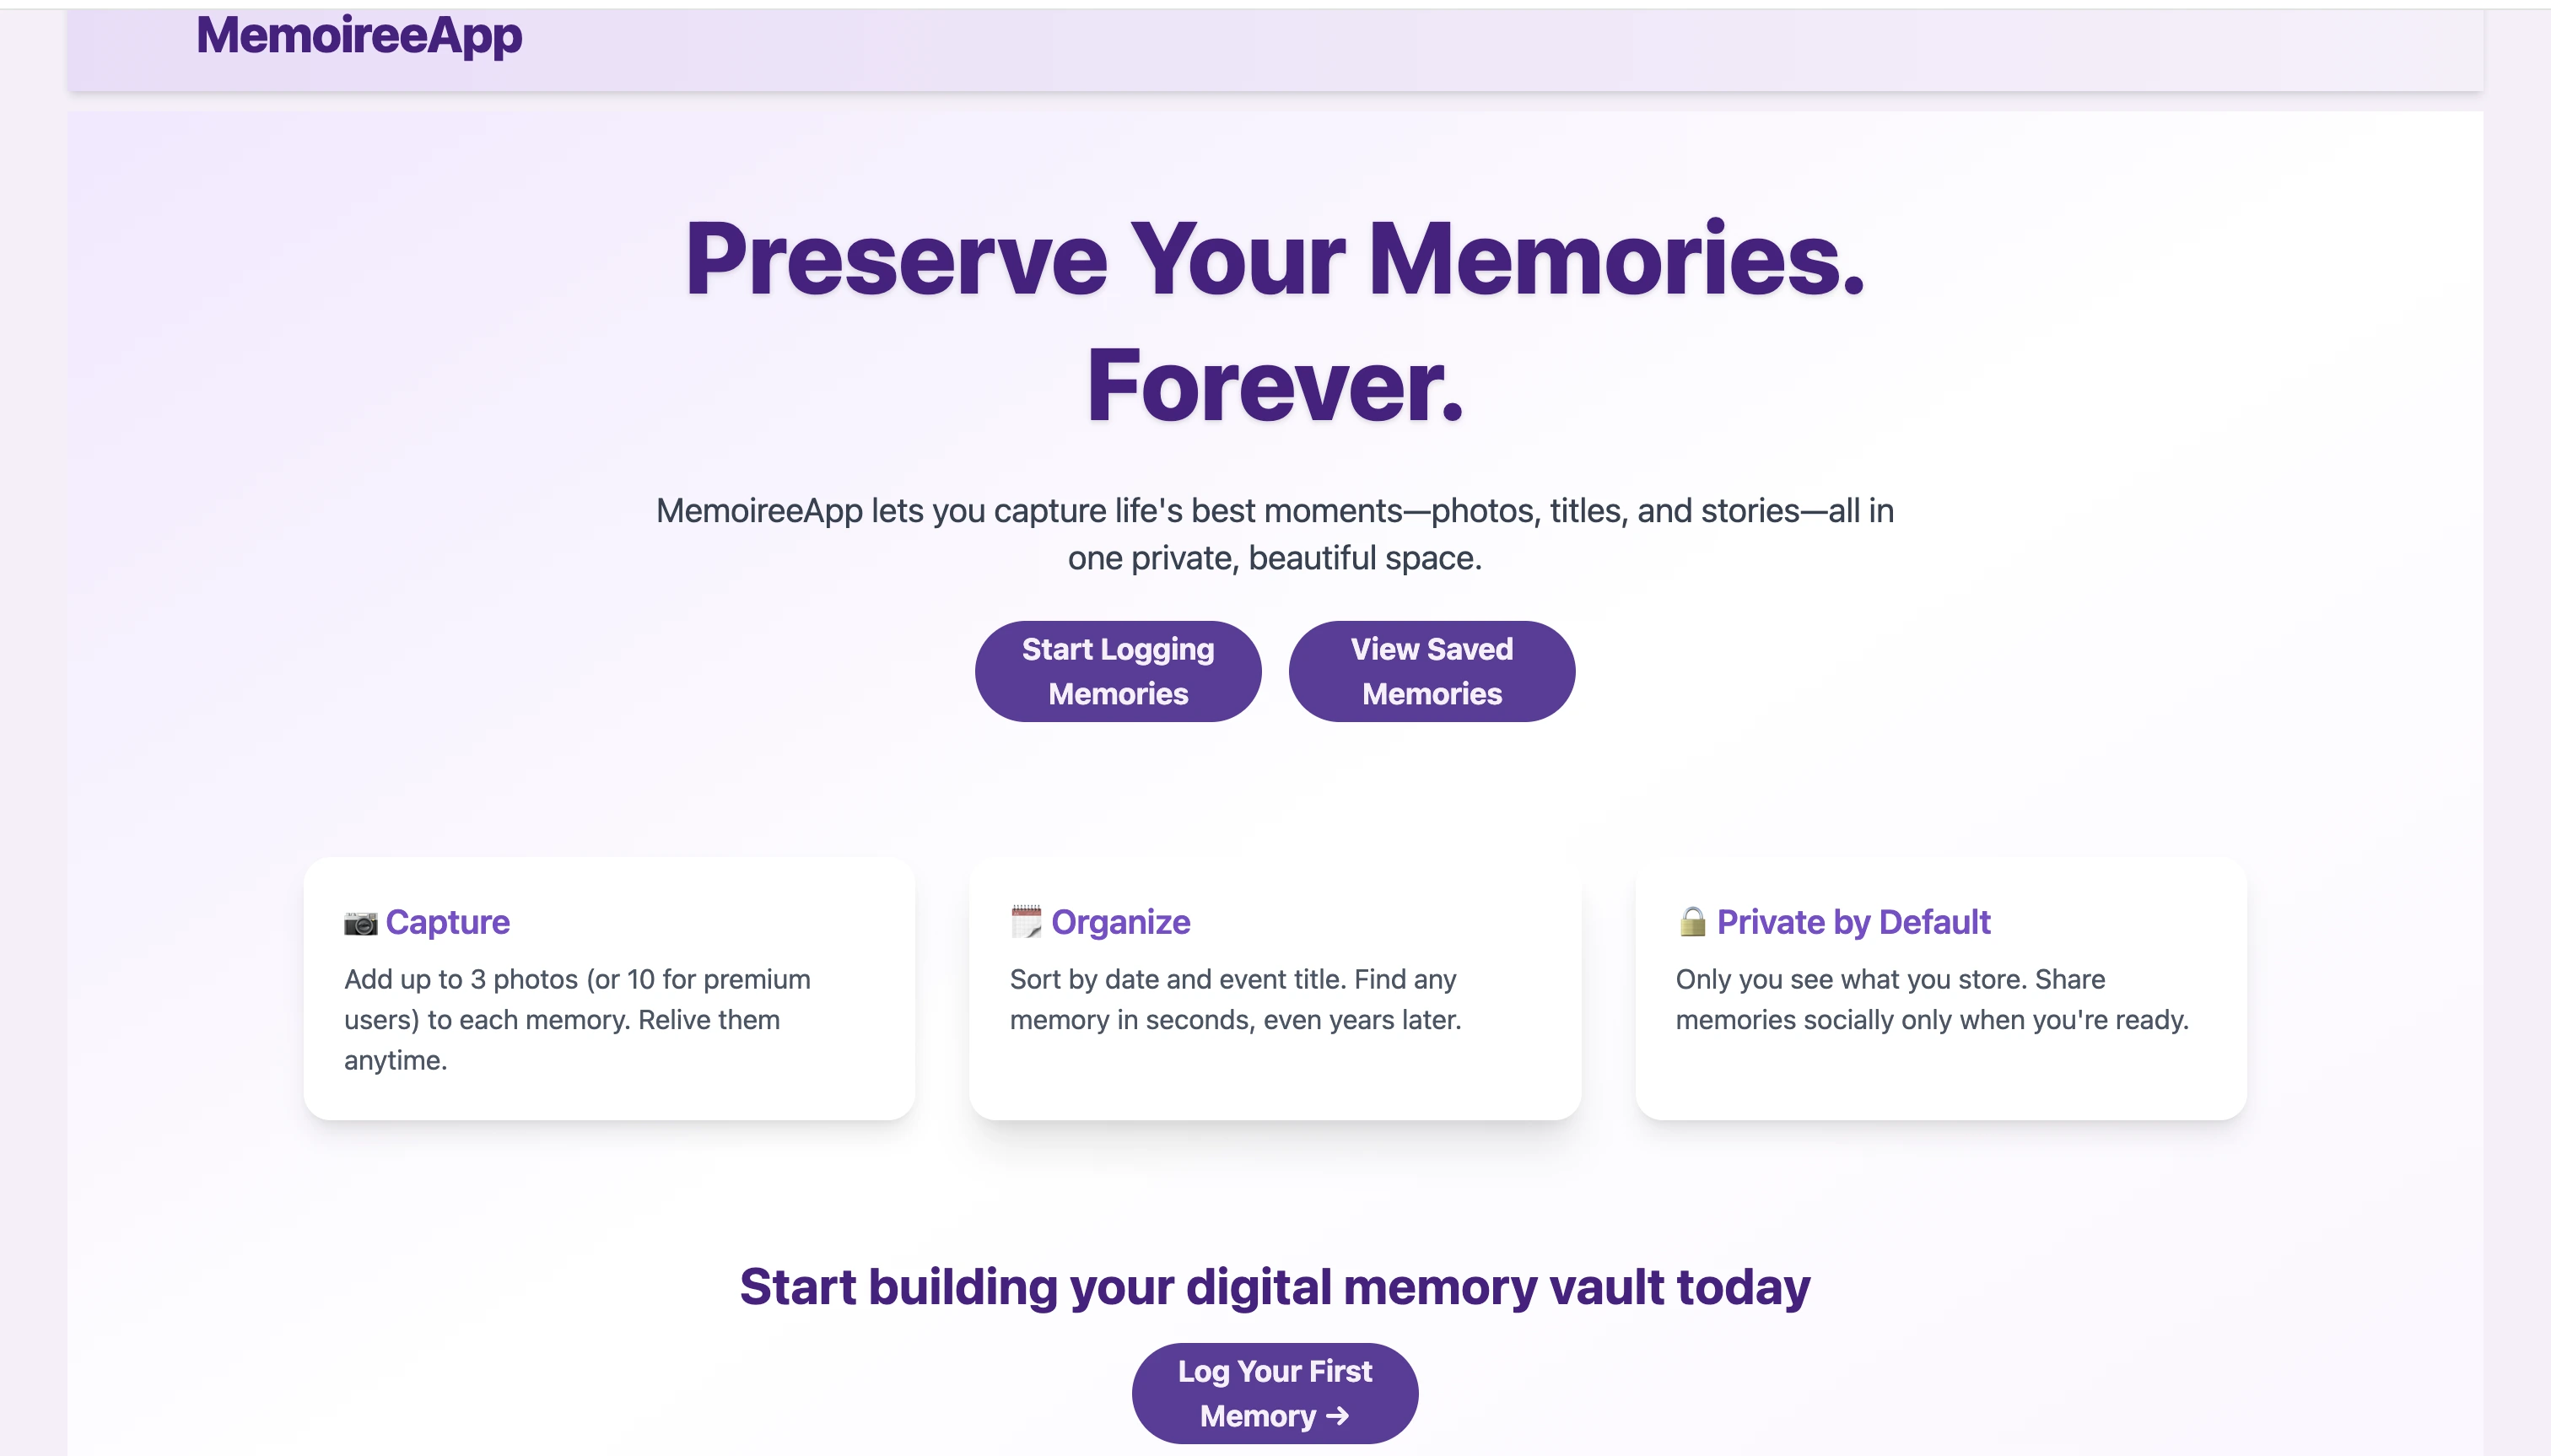 MemoireeApp
Preserve Your Memories.
Forever.
MemoireeApp lets you capture life's best moments—photos, titles, and stories—all in
one private, beautiful space.
Start Logging
Memories
View Saved
Memories
📷 Capture
Add up to 3 photos (or 10 for premium
users) to each memory. Relive them
anytime.
🗓️ Organize
Sort by date and event title. Find any
memory in seconds, even years later.
🔒 Private by Default
Only you see what you store. Share
memories socially only when you're ready.
Start building your digital memory vault today
Log Your First
Memory →